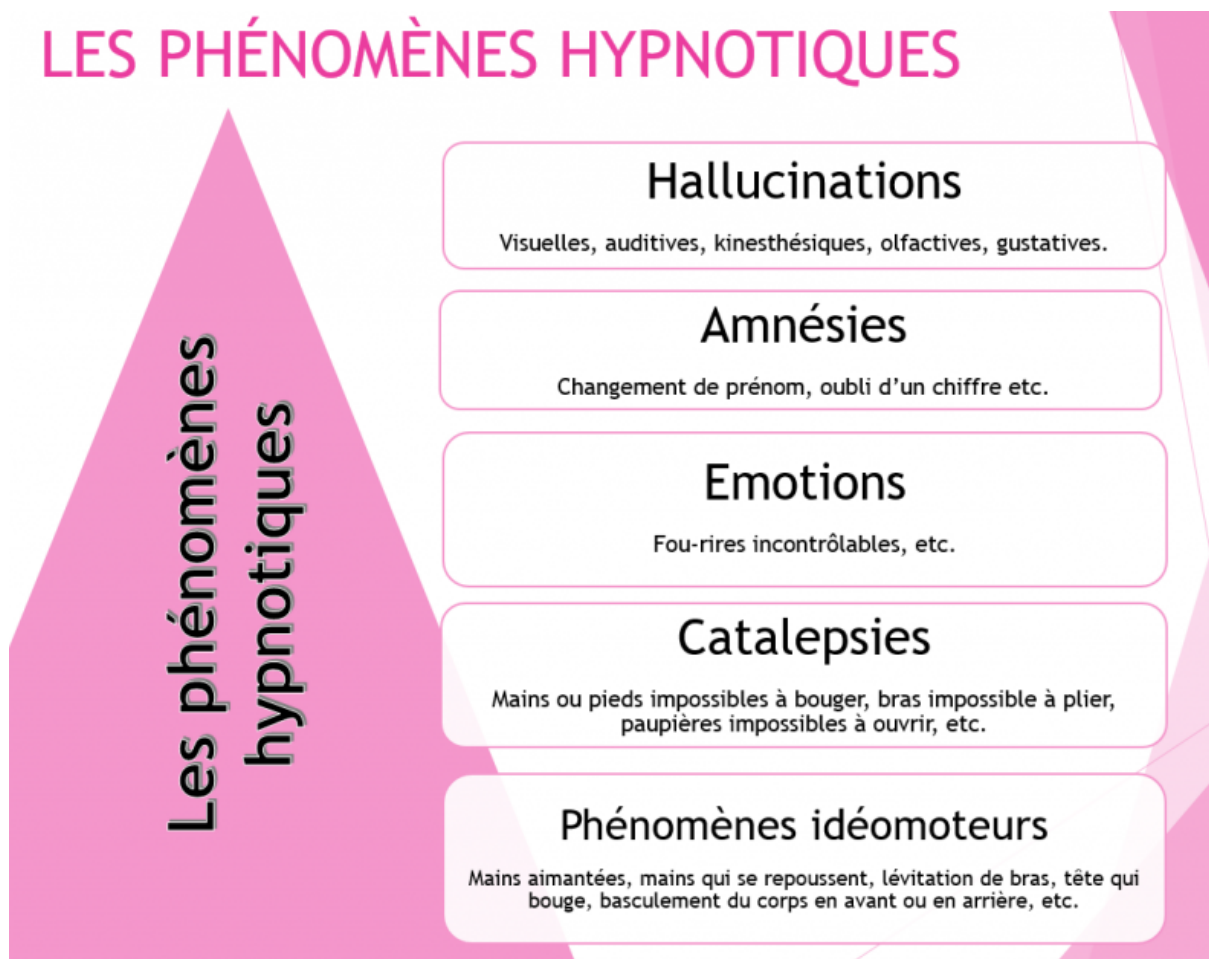 LES PHÉNOMÈNES HYPNOTIQUES
Les phénomènes
hypnotiques
Hallucinations
Visuelles, auditives, kinesthésiques, olfactives, gustatives.
Amnésies
Changement de prénom, oubli d’un chiffre etc.
Emotions
Fou-rires incontrôlables, etc.
Catalepsies
Mains ou pieds impossibles à bouger, bras impossible à plier,
paupières impossibles à ouvrir, etc.
Phénomènes idéomoteurs
Mains aimantées, mains qui se repoussent, lévitation de bras, tête qui
bouge, basculement du corps en avant ou en arrière, etc.